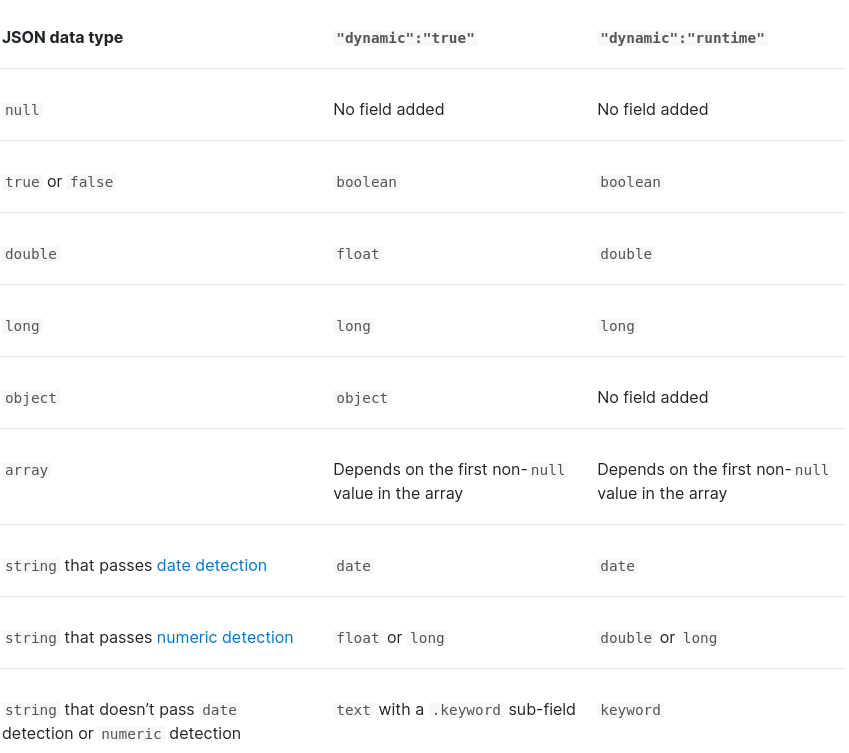 JSON data type "dynamic":"true" "dynamic":"runtime"
null No field added No field added
true or false boolean boolean
double float double
long long long
object object No field added
array Depends on the first non-null value in the array Depends on the first non-null value in the array
string that passes date detection date date
string that passes numeric detection float or long double or long
string that doesn’t pass date detection or numeric detection text with a .keyword sub-field keyword